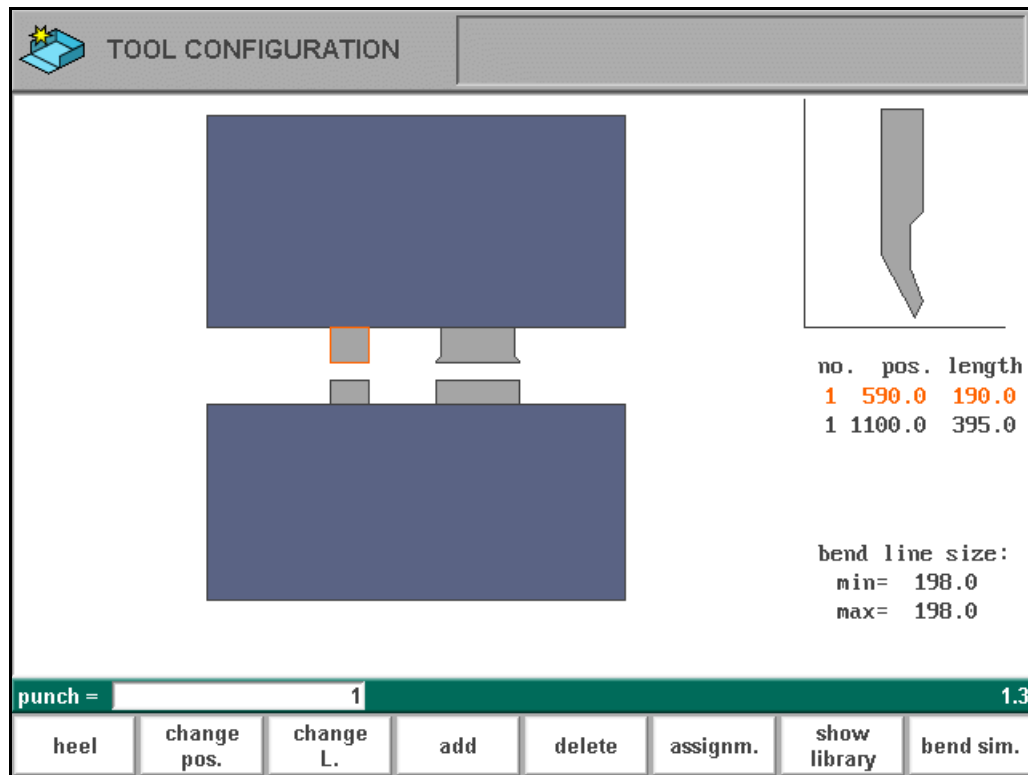 TOOL CONFIGURATION
no. pos. length
1 590.0 190.0
1 1100.0 395.0
bend line size:
min= 198.0
max= 198.0
punch = 1
1.3
heel
change
pos.
change
L.
add
delete
assignm.
show
library
bend sim.